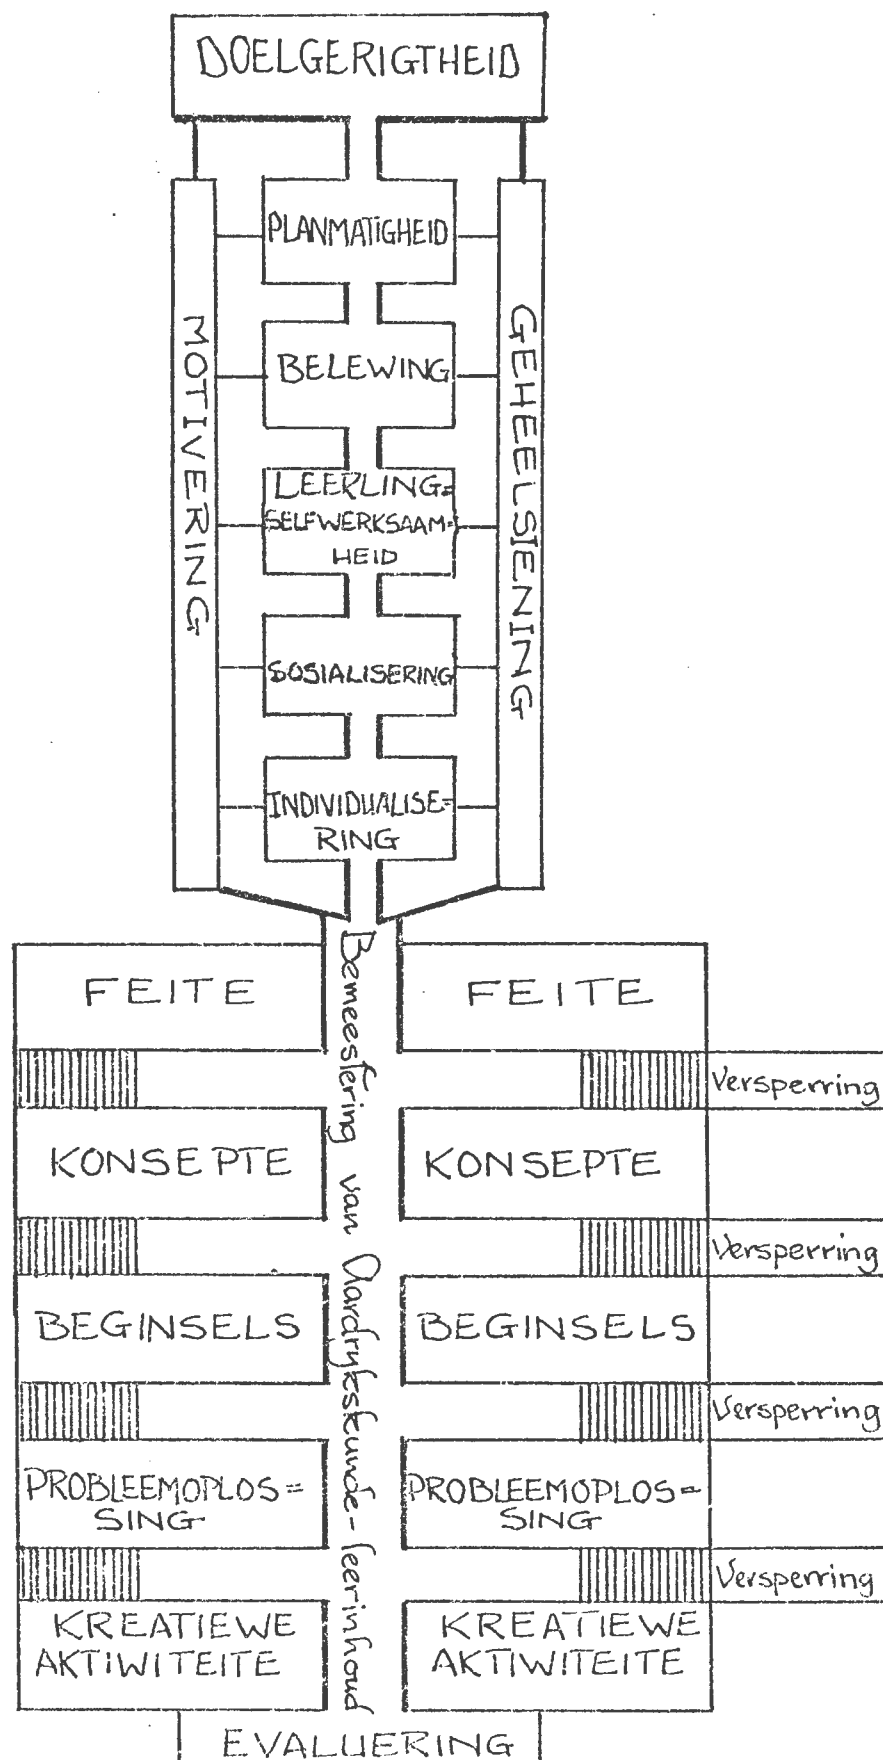 DOELGERIGTHEID
PLANMATIGHEID
BELEWING
LEERLING=
SELFWERKSAAM=
HEID
SOSIALISERING
INDIVIDUALISE=
RING
MOTIVERING
GEHEELSIENING
Bemeestering van Aardrykskunde-leerinhoud
FEITE
FEITE
Versperring
KONSEPTE
KONSEPTE
Versperring
BEGINSELS
BEGINSELS
Versperring
PROBLEEMOPLOS=
SING
PROBLEEMOPLOS=
SING
Versperring
KREATIEWE
AKTIWITEITE
KREATIEWE
AKTIWITEITE
EVALUERING